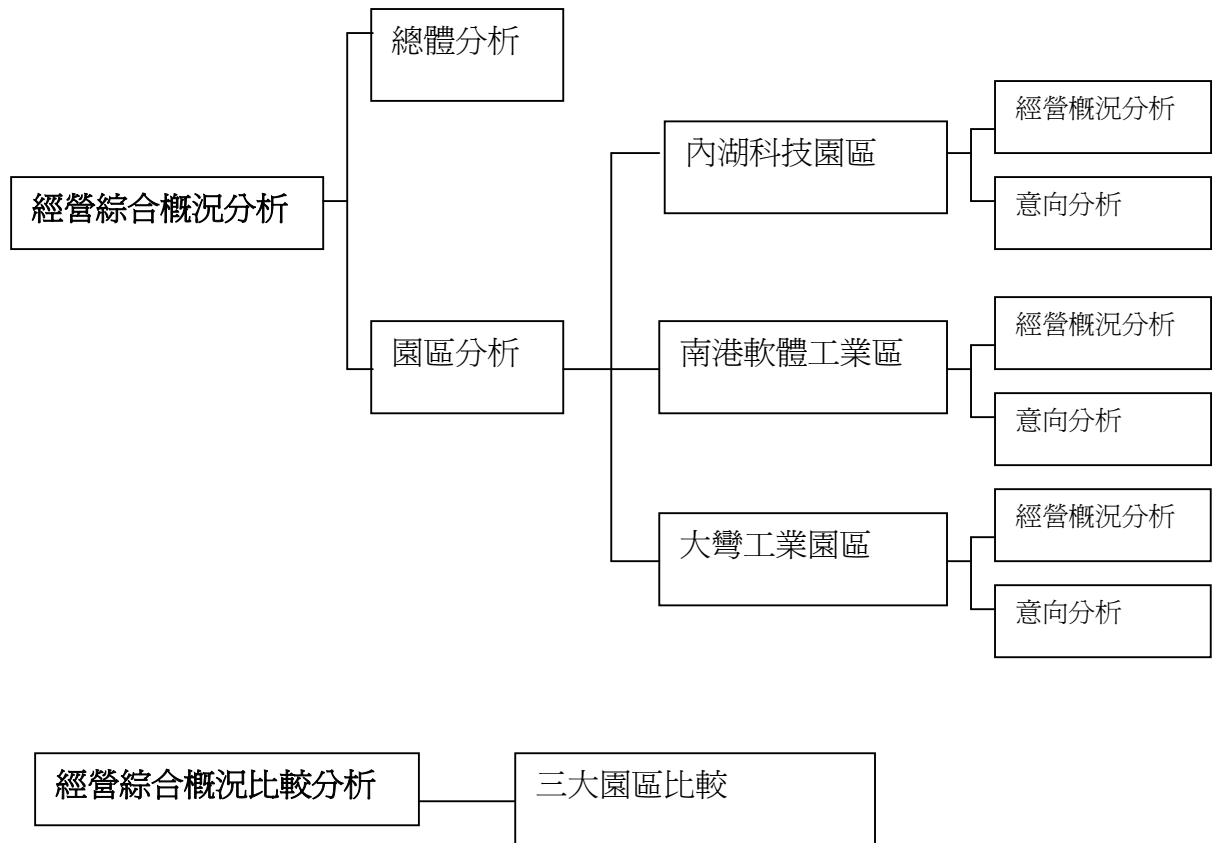 經營綜合概況分析
總體分析
園區分析
內湖科技園區
經營概況分析
意向分析
南港軟體工業區
經營概況分析
意向分析
大彎工業園區
經營概況分析
意向分析
經營綜合概況比較分析
三大園區比較